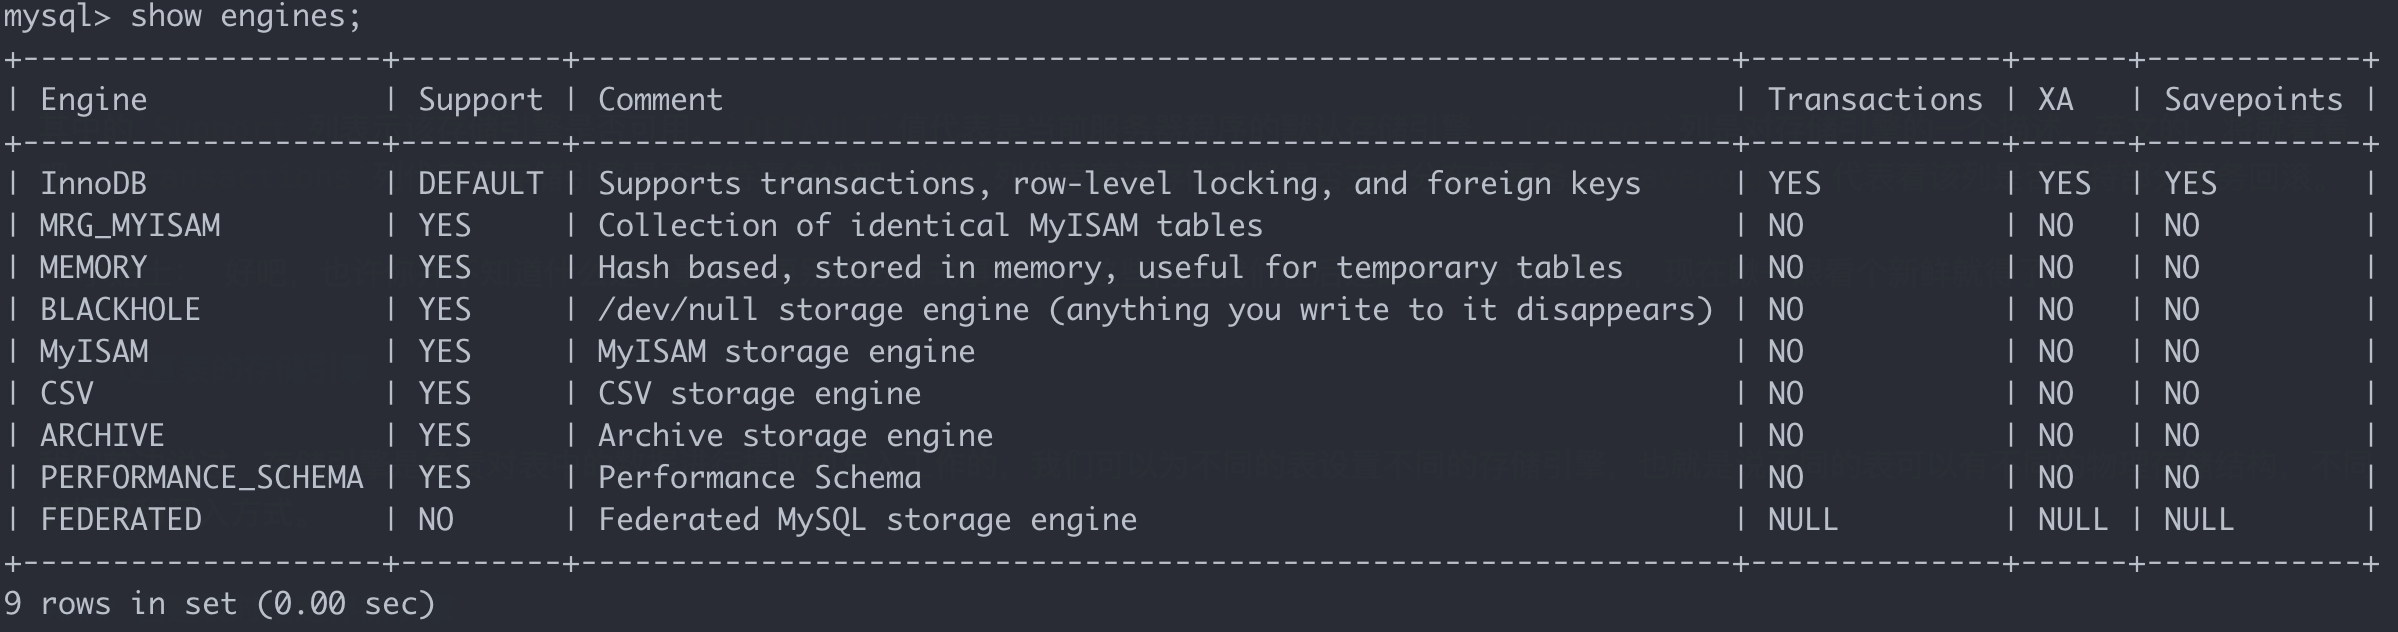 mysql> show engines;
+--------------------+---------+----------------------------------------------------------------+--------------+------+------------+
| Engine             | Support | Comment                                                        | Transactions | XA   | Savepoints |
+--------------------+---------+----------------------------------------------------------------+--------------+------+------------+
| InnoDB             | DEFAULT | Supports transactions, row-level locking, and foreign keys     | YES          | YES  | YES        |
| MRG_MYISAM         | YES     | Collection of identical MyISAM tables                          | NO           | NO   | NO         |
| MEMORY             | YES     | Hash based, stored in memory, useful for temporary tables      | NO           | NO   | NO         |
| BLACKHOLE          | YES     | /dev/null storage engine (anything you write to it disappears) | NO           | NO   | NO         |
| MyISAM             | YES     | MyISAM storage engine                                          | NO           | NO   | NO         |
| CSV                | YES     | CSV storage engine                                             | NO           | NO   | NO         |
| ARCHIVE            | YES     | Archive storage engine                                         | NO           | NO   | NO         |
| PERFORMANCE_SCHEMA | YES     | Performance Schema                                             | NO           | NO   | NO         |
| FEDERATED          | NO      | Federated MySQL storage engine                                 | NULL         | NULL | NULL       |
+--------------------+---------+----------------------------------------------------------------+--------------+------+------------+
9 rows in set (0.00 sec)